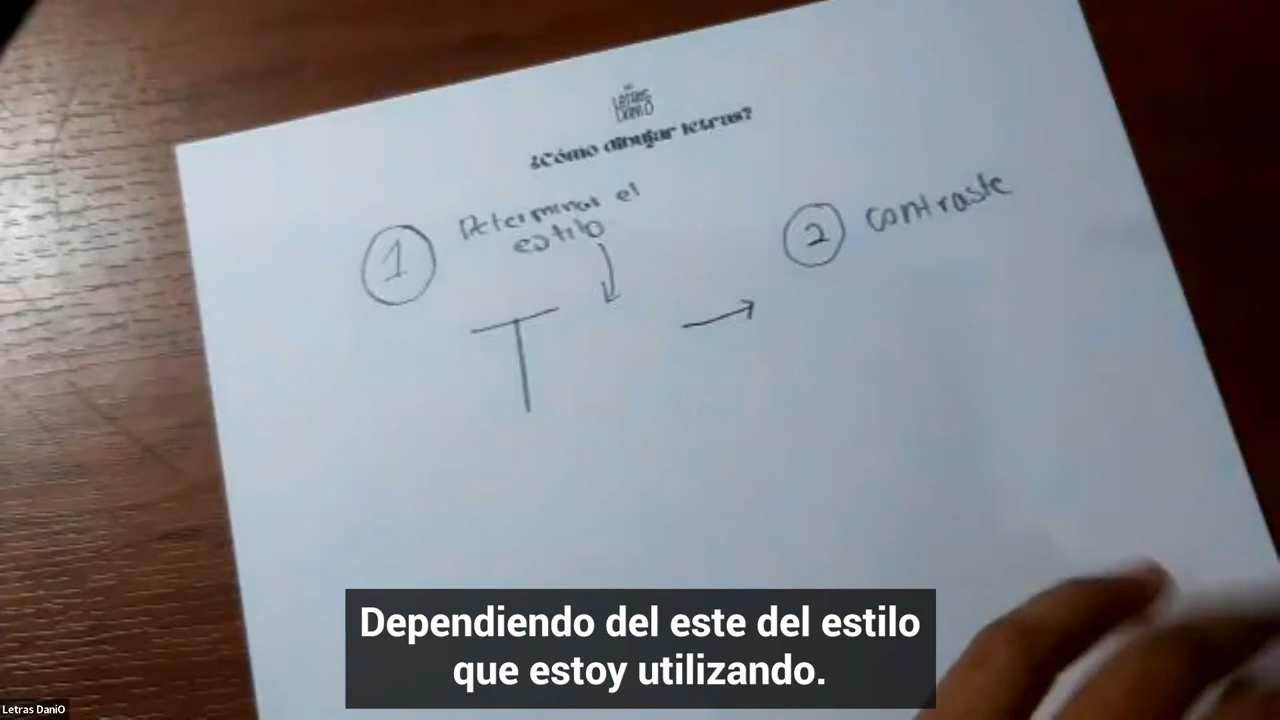 LETRAS
DANIO
¿Cómo dibujar letras?
1
Determinar el
estilo
2
contraste
T
Dependiendo del este del estilo
que estoy utilizando.
Letras DaniO